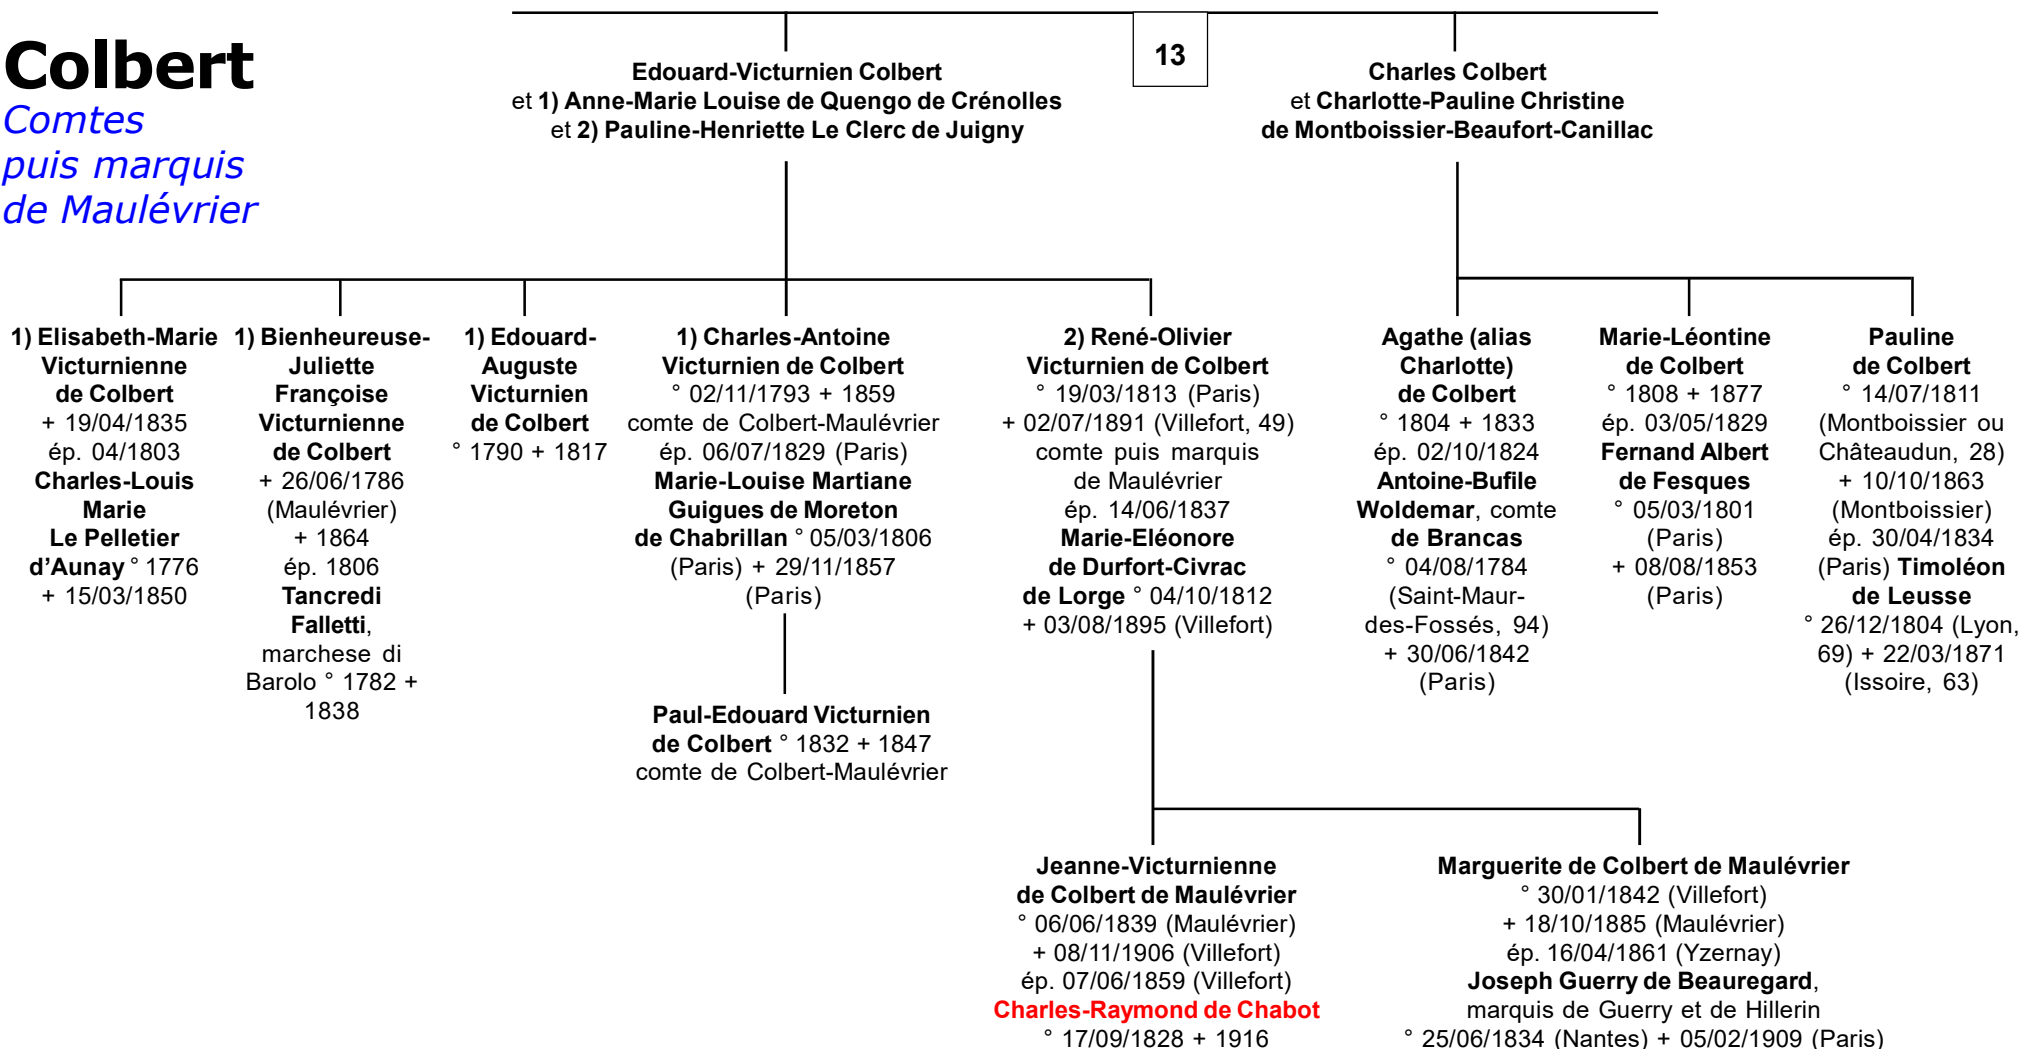 Colbert
Comtes
puis marquis
de Maulévrier
13
Edouard-Victurnien Colbert
et 1) Anne-Marie Louise de Quengo de Crénolles
et 2) Pauline-Henriette Le Clerc de Juigny
Charles Colbert
et Charlotte-Pauline Christine
de Montboissier-Beaufort-Canillac
1) Elisabeth-Marie
Victurnienne
de Colbert
+ 19/04/1835
ép. 04/1803
Charles-Louis
Marie
Le Pelletier
d'Aunay ° 1776
+ 15/03/1850
1) Bienheureuse-
Juliette
Françoise
Victurnienne
de Colbert
+ 26/06/1786
(Maulévrier)
+ 1864
ép. 1806
Tancredi
Falletti,
marchese di
Barolo ° 1782 +
1838
1) Edouard-
Auguste
Victurnien
de Colbert
° 1790 + 1817
1) Charles-Antoine
Victurnien de Colbert
° 02/11/1793 + 1859
comte de Colbert-Maulévrier
ép. 06/07/1829 (Paris)
Marie-Louise Martiane
Guigues de Moreton
de Chabrillan ° 05/03/1806
(Paris) + 29/11/1857
(Paris)
2) René-Olivier
Victurnien de Colbert
° 19/03/1813 (Paris)
+ 02/07/1891 (Villefort, 49)
comte puis marquis
de Maulévrier
ép. 14/06/1837
Marie-Eléonore
de Durfort-Civrac
de Lorge ° 04/10/1812
+ 03/08/1895 (Villefort)
Agathe (alias
Charlotte)
de Colbert
° 1804 + 1833
ép. 02/10/1824
Antoine-Bufile
Woldemar, comte
de Brancas
° 04/08/1784
(Saint-Maur-
des-Fossés, 94)
+ 30/06/1842
(Paris)
Marie-Léontine
de Colbert
° 1808 + 1877
ép. 03/05/1829
Fernand Albert
de Fesques
° 05/03/1801
(Paris)
+ 08/08/1853
(Paris)
Pauline
de Colbert
° 14/07/1811
(Montboissier ou
Châteaudun, 28)
+ 10/10/1863
(Montboissier)
ép. 30/04/1834
(Paris) Timoléon
de Leusse
° 26/12/1804 (Lyon,
69) + 22/03/1871
(Issoire, 63)
Paul-Edouard Victurnien
de Colbert ° 1832 + 1847
comte de Colbert-Maulévrier
Jeanne-Victurnienne
de Colbert de Maulévrier
° 06/06/1839 (Maulévrier)
+ 08/11/1906 (Villefort)
ép. 07/06/1859 (Villefort)
Charles-Raymond de Chabot
° 17/09/1828 + 1916
Marguerite de Colbert de Maulévrier
° 30/01/1842 (Villefort)
+ 18/10/1885 (Maulévrier)
ép. 16/04/1861 (Yzernay)
Joseph Guerry de Beauregard,
marquis de Guerry et de Hillerin
° 25/06/1834 (Nantes) + 05/02/1909 (Paris)